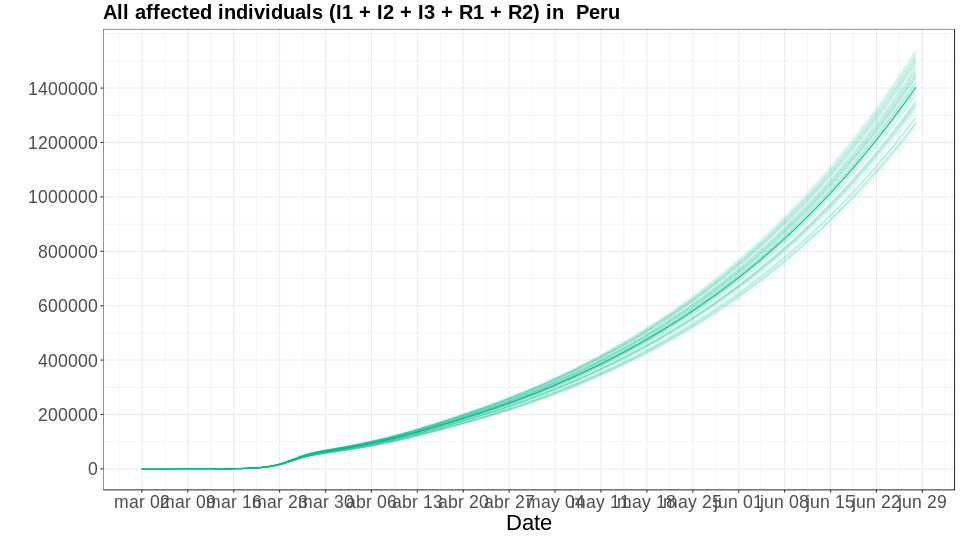 All affected individuals (I1 + I2 + I3 + R1 + R2) in  Peru
1400000
1200000
1000000
800000
600000
400000
200000
0
mar 02 mar 09 mar 16 mar 23 mar 30 abr 06 abr 13 abr 20 abr 27 may 04 may 11 may 18 may 25 jun 01 jun 08 jun 15 jun 22 jun 29
Date